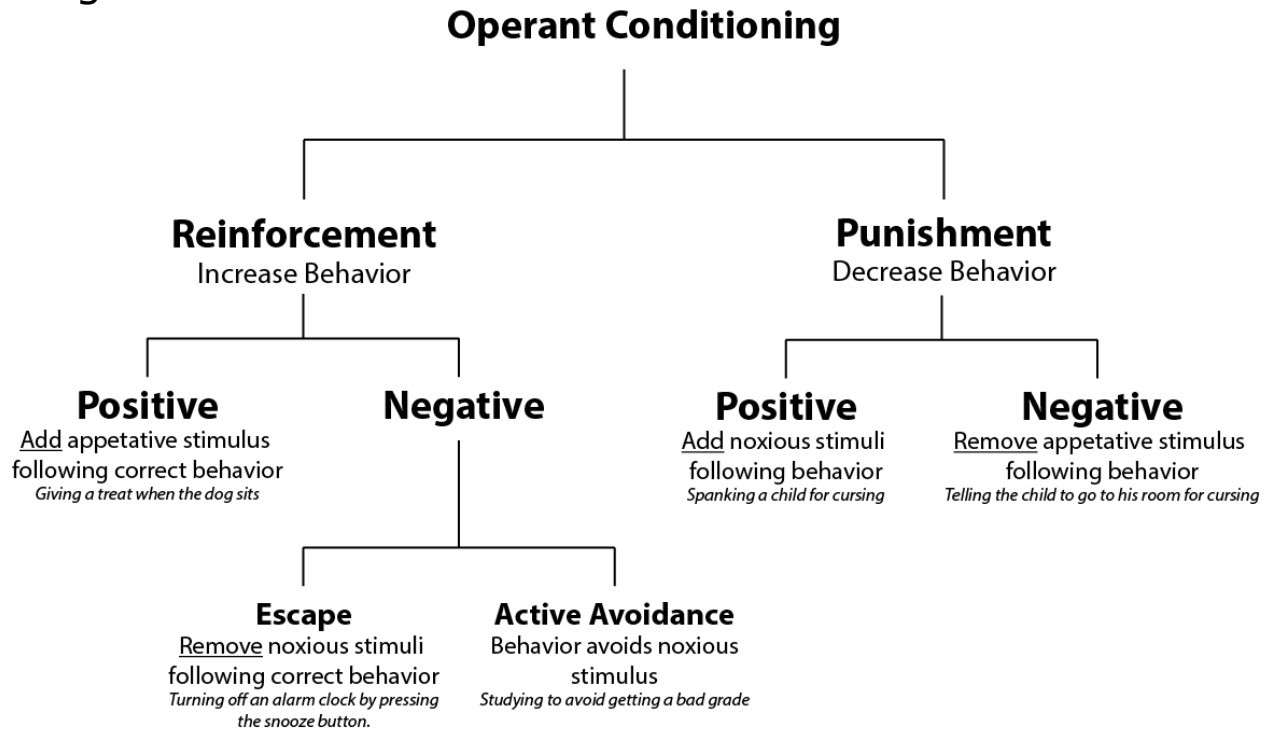 Operant Conditioning
Reinforcement
Increase Behavior
Punishment
Decrease Behavior
Positive
Add appetative stimulus
following correct behavior
Giving a treat when the dog sits
Negative
Positive
Add noxious stimuli
following behavior
Spanking a child for cursing
Negative
Remove appetative stimulus
following behavior
Telling the child to go to his room for cursing
Escape
Remove noxious stimuli
following correct behavior
Turning off an alarm clock by pressing
the snooze button.
Active Avoidance
Behavior avoids noxious
stimulus
Studying to avoid getting a bad grade